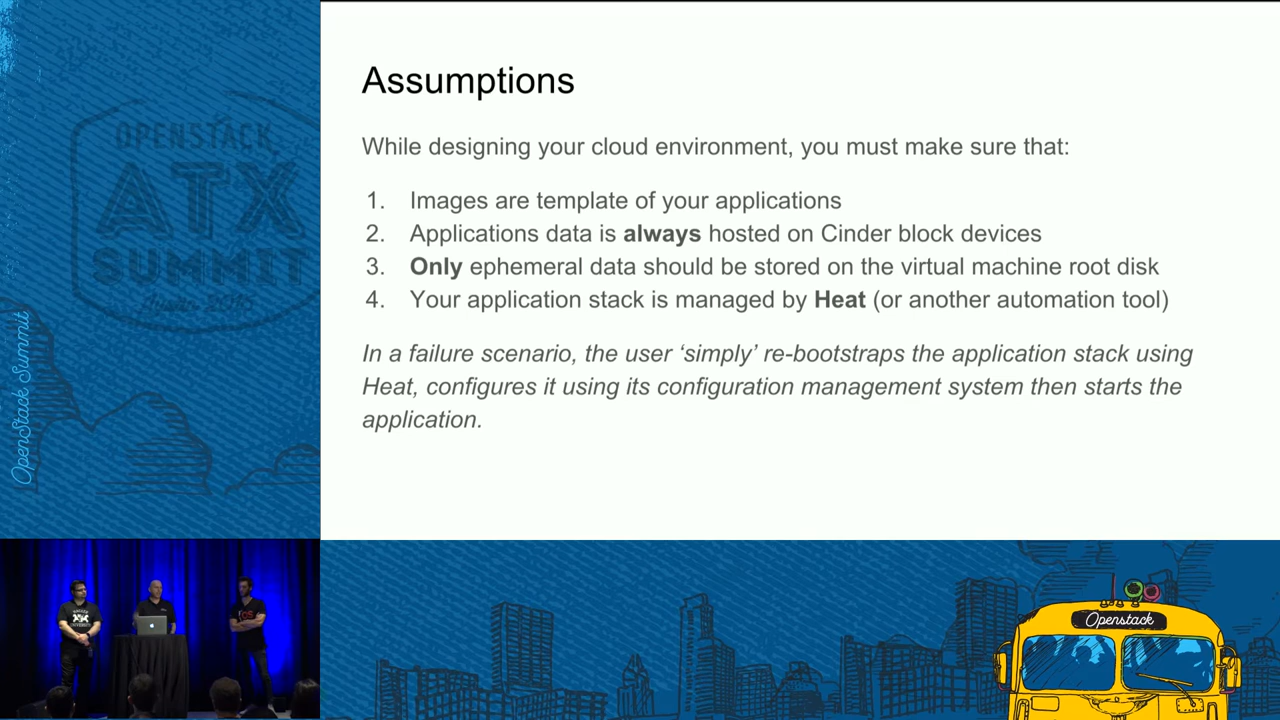 Assumptions
While designing your cloud environment, you must make sure that:
1. Images are template of your applications
2. Applications data is always hosted on Cinder block devices
3. Only ephemeral data should be stored on the virtual machine root disk
4. Your application stack is managed by Heat (or another automation tool)
In a failure scenario, the user ‘simply’ re-bootstraps the application stack using
Heat, configures it using its configuration management system then starts the
application.
OPENSTACK
ATX
SUMMIT
Austin 2016
OpenStack Summit
Openstack